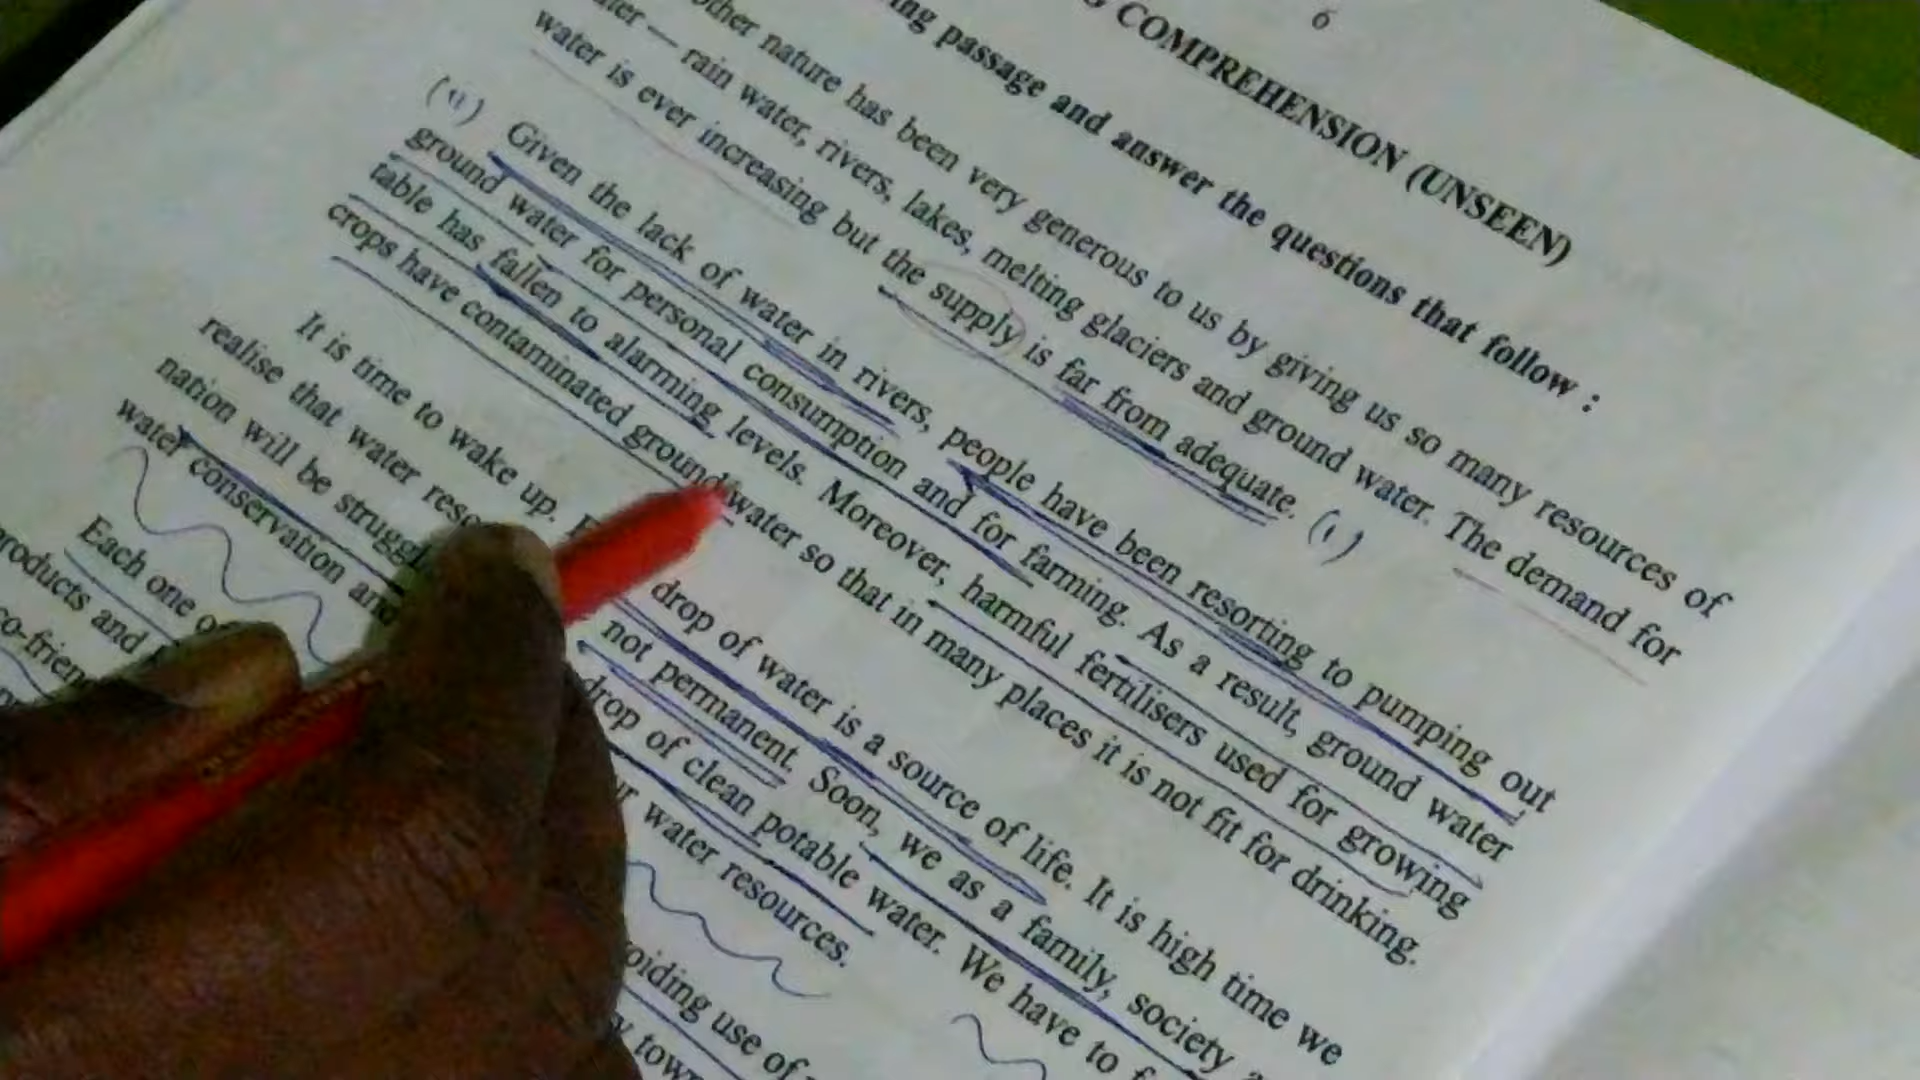 6
COMPREHENSION (UNSEEN)
passage and answer the questions that follow :
nature has been very generous to us by giving us so many resources of
— rain water, rivers, lakes, melting glaciers and ground water. The demand for
water is ever increasing but the supply is far from adequate. (i)
(ii) Given the lack of water in rivers, people have been resorting to pumping out
ground water for personal consumption and for farming. As a result, ground water
table has fallen to alarming levels. Moreover, harmful fertilisers used for growing
crops have contaminated ground water so that in many places it is not fit for drinking.
It is time to wake up. drop of water is a source of life. It is high time we
realise that water not permanent. Soon, we as a family, society
nation will be drop of clean potable water. We have to
water conservation and water resources.
Each one
products and use of